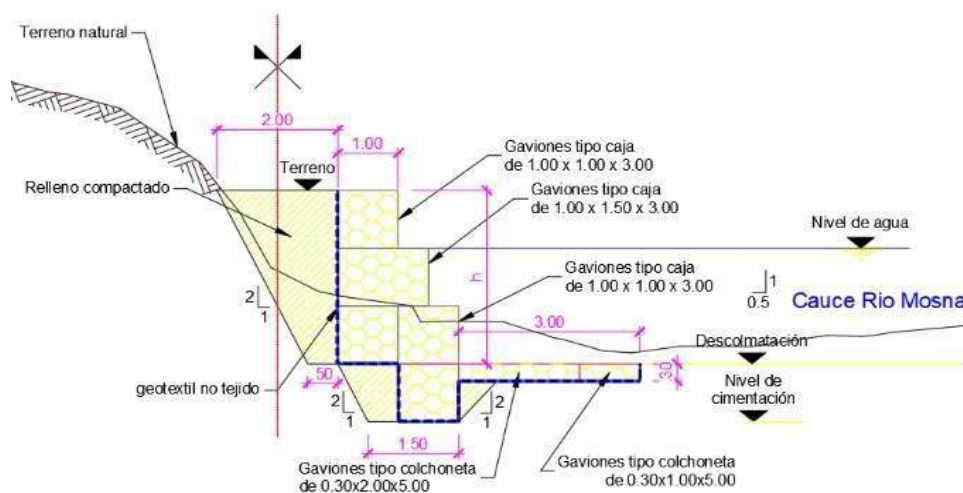 Terreno natural
2.00
1.00
Gaviones tipo caja
de 1.00 x 1.00 x 3.00
Terreno
Relleno compactado
Gaviones tipo caja
de 1.00 x 1.50 x 3.00
Nivel de agua
Gaviones tipo caja
de 1.00 x 1.00 x 3.00
h
1
0.5
Cauce Rio Mosna
2
1
3.00
Descolmatación
geotextil no tejido
.50
.30
Nivel de
cimentación
2
1
2
1
1.50
Gaviones tipo colchoneta
de 0.30x2.00x5.00
Gaviones tipo colchoneta
de 0.30x1.00x5.00